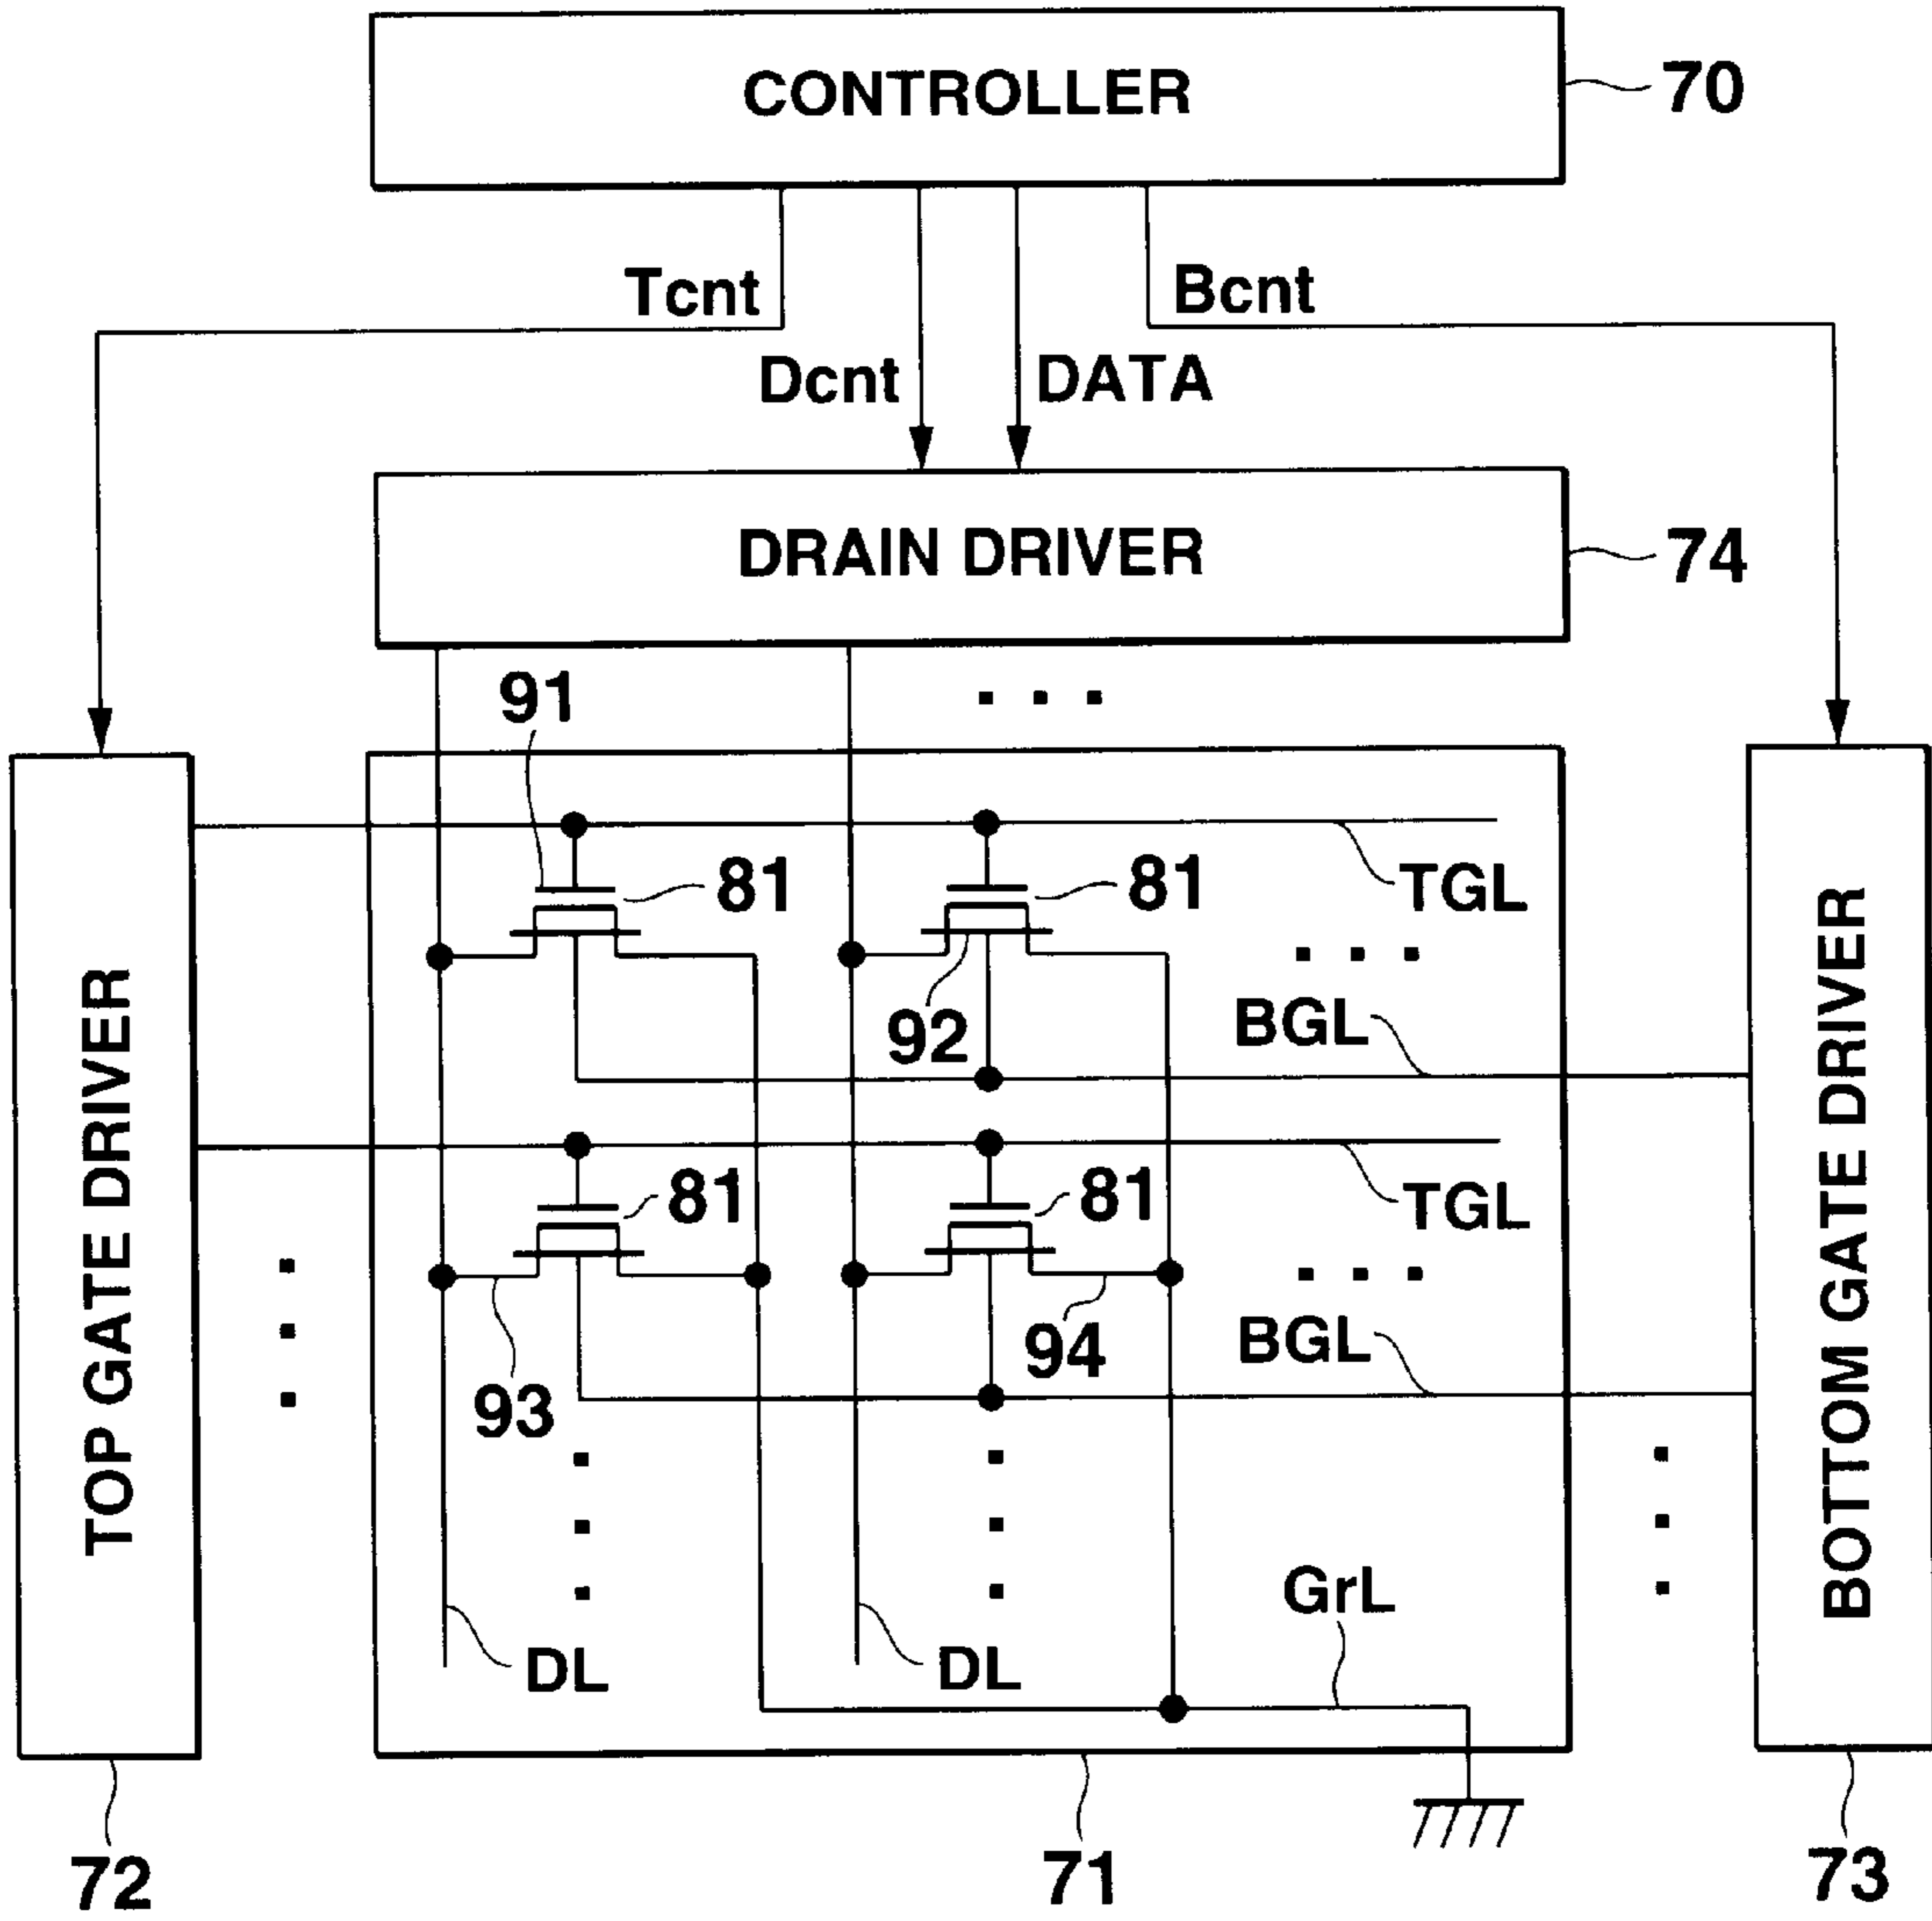 CONTROLLER
70
Tcnt
Bcnt
Dcnt
DATA
DRAIN DRIVER
74
91
81
81
TGL
92
BGL
81
81
TGL
93
94
BGL
TOP GATE DRIVER
BOTTOM GATE DRIVER
GrL
DL
DL
72
71
73